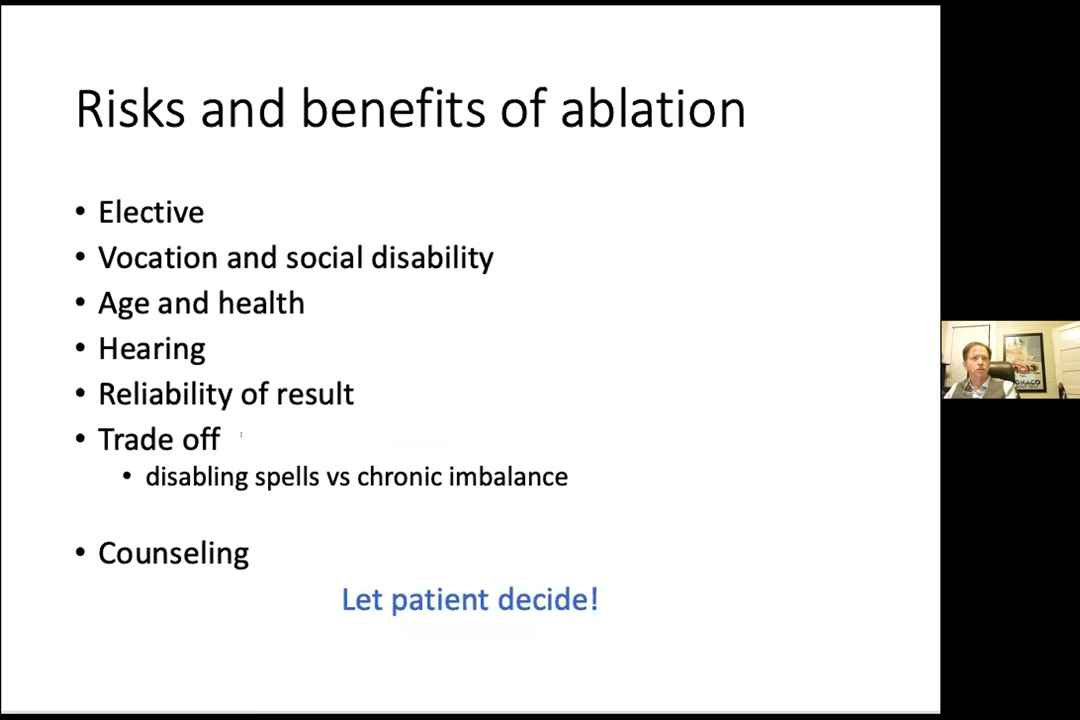 Risks and benefits of ablation
• Elective
• Vocation and social disability
• Age and health
• Hearing
• Reliability of result
• Trade off
• disabling spells vs chronic imbalance
• Counseling
Let patient decide!